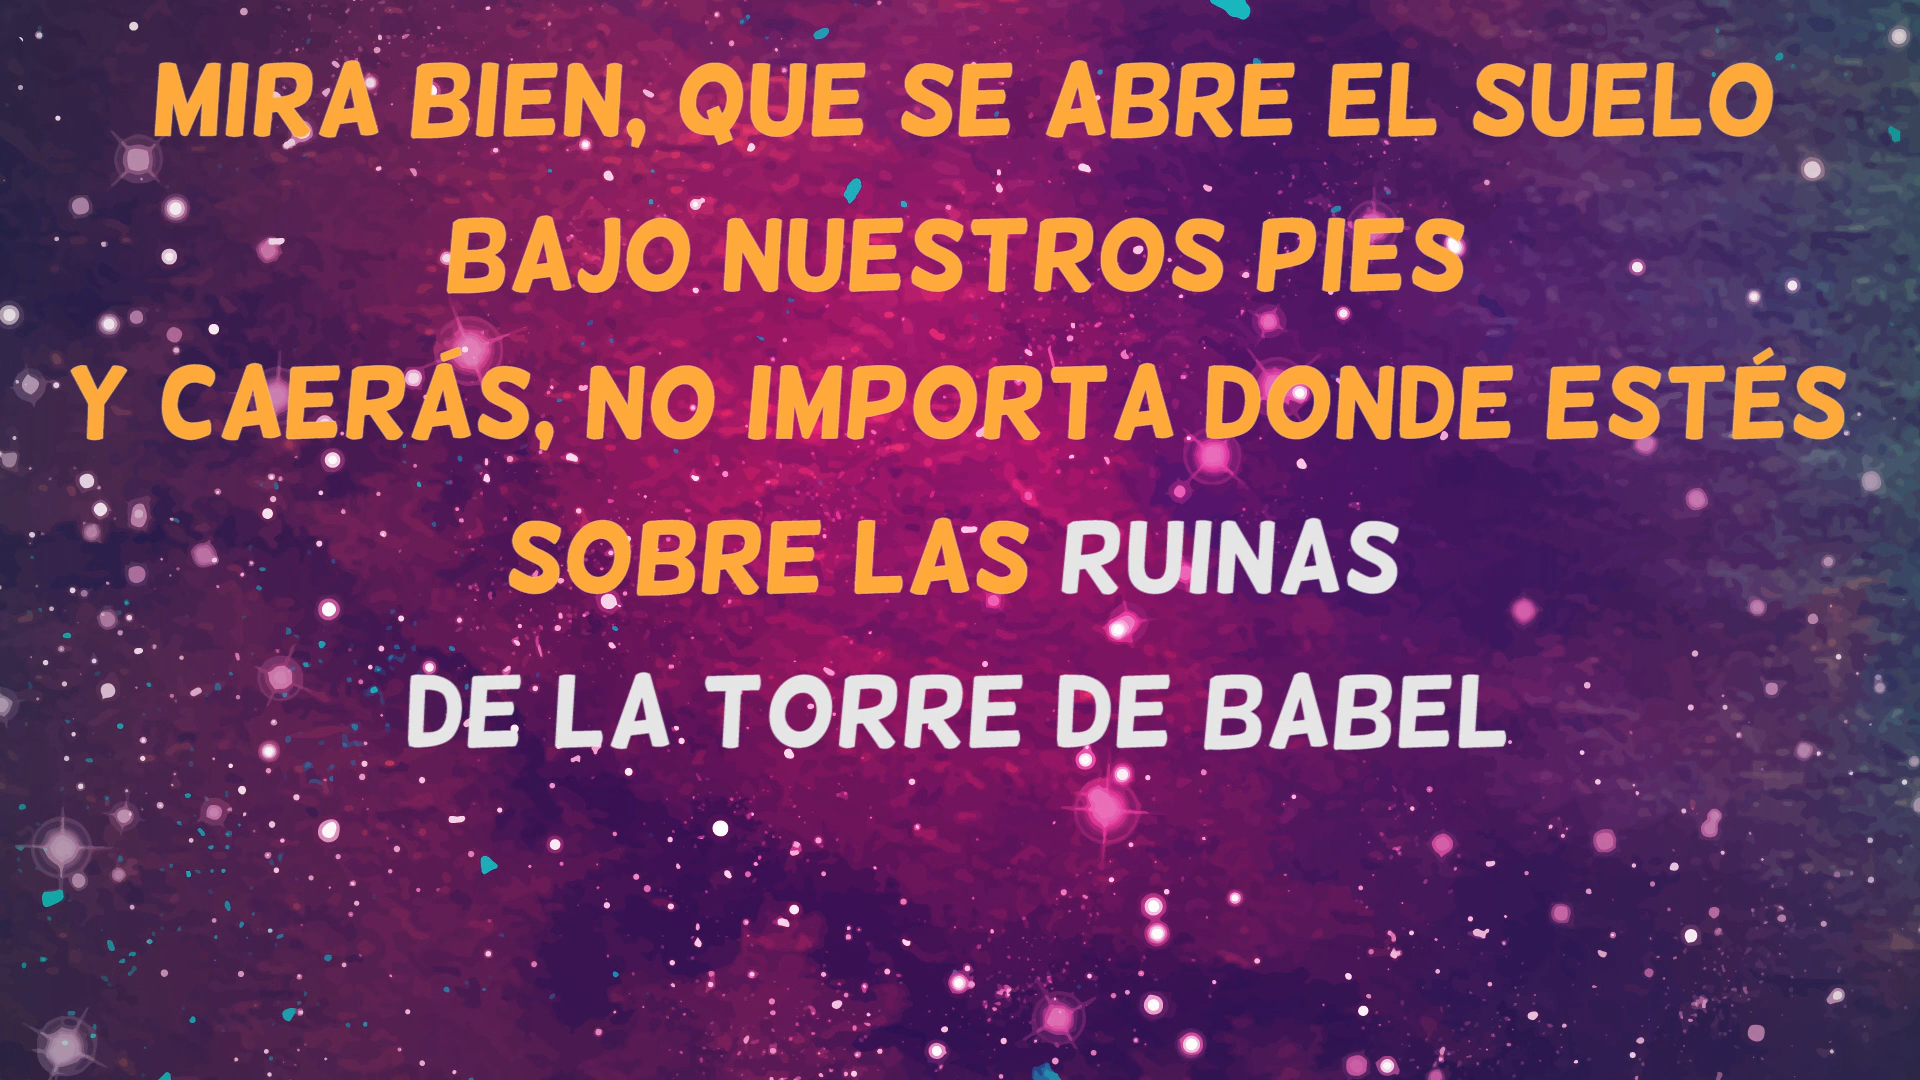 MIRA BIEN, QUE SE ABRE EL SUELO
BAJO NUESTROS PIES
Y CAERÁS, NO IMPORTA DONDE ESTÉS
SOBRE LAS RUINAS
DE LA TORRE DE BABEL